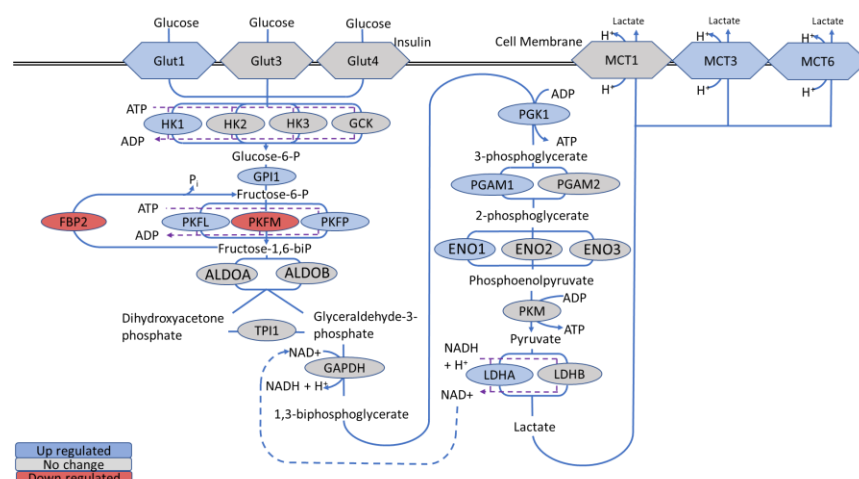 Glucose Glucose Glucose
Insulin
Cell Membrane
Lactate Lactate Lactate
H⁺ H⁺ H⁺
Glut1 Glut3 Glut4
MCT1 MCT3 MCT6
H⁺ H⁺ H⁺
ATP
HK1 HK2 HK3 GCK
ADP
Glucose-6-P
GPI1
Pi
Fructose-6-P
ATP
FBP2 PKFL PKFM PKFP
ADP
Fructose-1,6-biP
ALDOA ALDOB
Dihydroxyacetone
phosphate
TPI1
Glyceraldehyde-3-
phosphate
NAD+
GAPDH
NADH + H⁺
1,3-biphosphoglycerate
ADP
PGK1
ATP
3-phosphoglycerate
PGAM1 PGAM2
2-phosphoglycerate
ENO1 ENO2 ENO3
Phosphoenolpyruvate
ADP
PKM
ATP
Pyruvate
NADH
+ H⁺
LDHA LDHB
NAD+
Lactate
Up regulated
No change
Down regulated